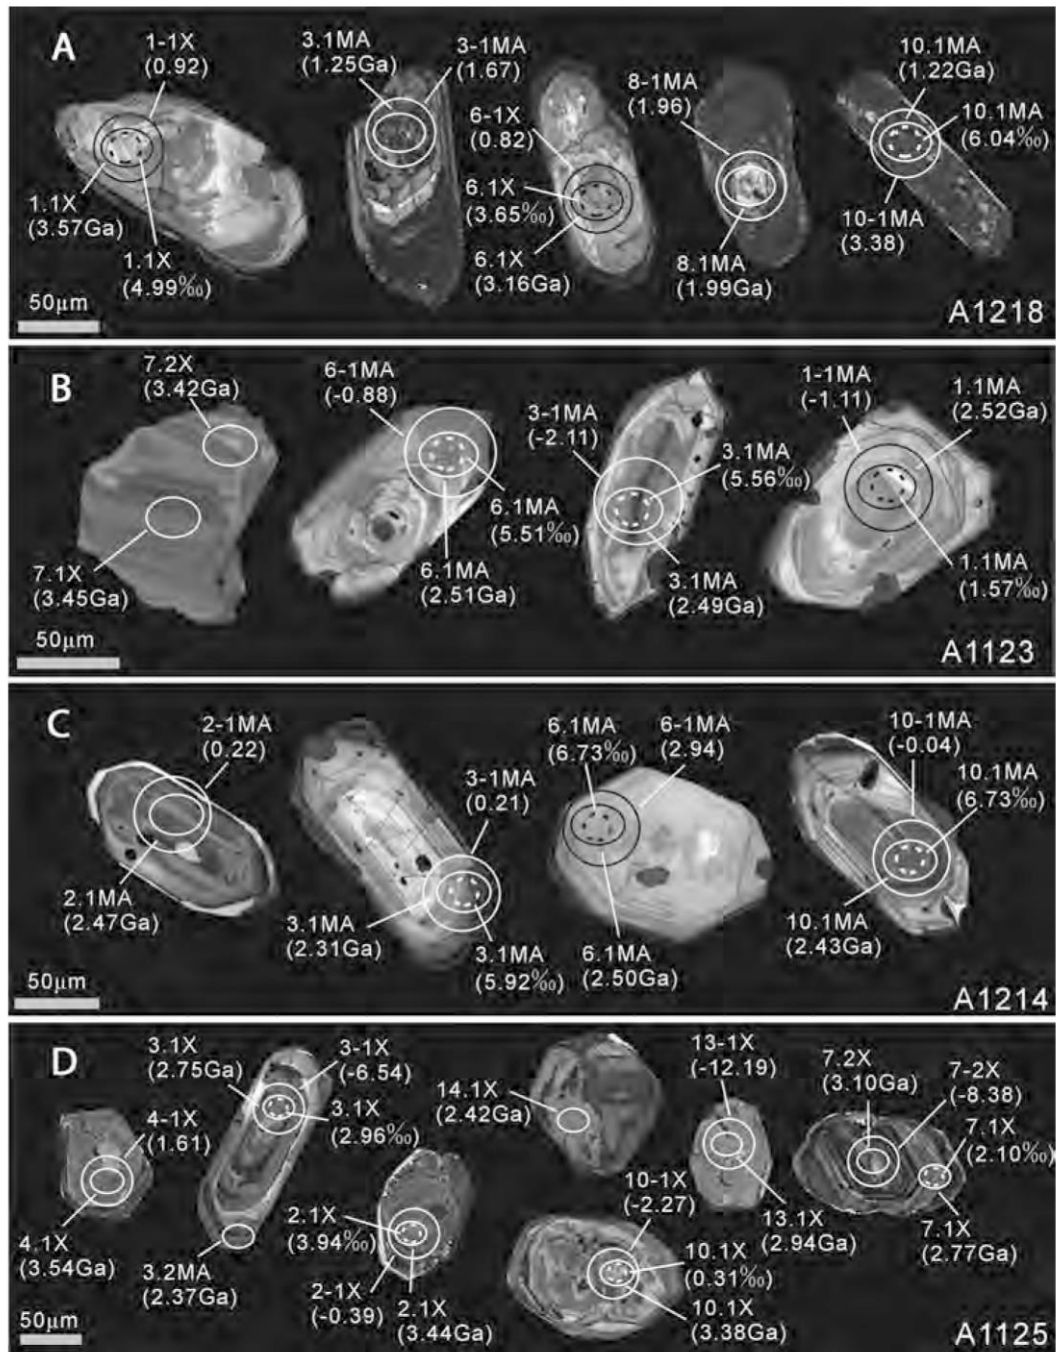 A
1-1X
(0.92)
3.1MA
(1.25Ga)
3-1MA
(1.67)
6-1X
(0.82)
8-1MA
(1.96)
10.1MA
(1.22Ga)
10.1MA
(6.04‰)
1.1X
(3.57Ga)
1.1X
(4.99‰)
6.1X
(3.65‰)
6.1X
(3.16Ga)
8.1MA
(1.99Ga)
10-1MA
(3.38)
50μm
A1218
B
7.2X
(3.42Ga)
6-1MA
(-0.88)
3-1MA
(-2.11)
3.1MA
(5.56‰)
1-1MA
(-1.11)
1.1MA
(2.52Ga)
7.1X
(3.45Ga)
6.1MA
(5.51‰)
6.1MA
(2.51Ga)
3.1MA
(2.49Ga)
1.1MA
(1.57‰)
50μm
A1123
C
2-1MA
(0.22)
3-1MA
(0.21)
6.1MA
(6.73‰)
6-1MA
(2.94)
10-1MA
(-0.04)
10.1MA
(6.73‰)
2.1MA
(2.47Ga)
3.1MA
(2.31Ga)
3.1MA
(5.92‰)
6.1MA
(2.50Ga)
10.1MA
(2.43Ga)
50μm
A1214
D
3.1X
(2.75Ga)
3-1X
(-6.54)
4-1X
(1.61)
3.1X
(2.96‰)
14.1X
(2.42Ga)
13-1X
(-12.19)
7.2X
(3.10Ga)
7-2X
(-8.38)
7.1X
(2.10‰)
4.1X
(3.54Ga)
3.2MA
(2.37Ga)
2.1X
(3.94‰)
2-1X
(-0.39)
2.1X
(3.44Ga)
10-1X
(-2.27)
10.1X
(0.31‰)
10.1X
(3.38Ga)
13.1X
(2.94Ga)
7.1X
(2.77Ga)
50μm
A1125